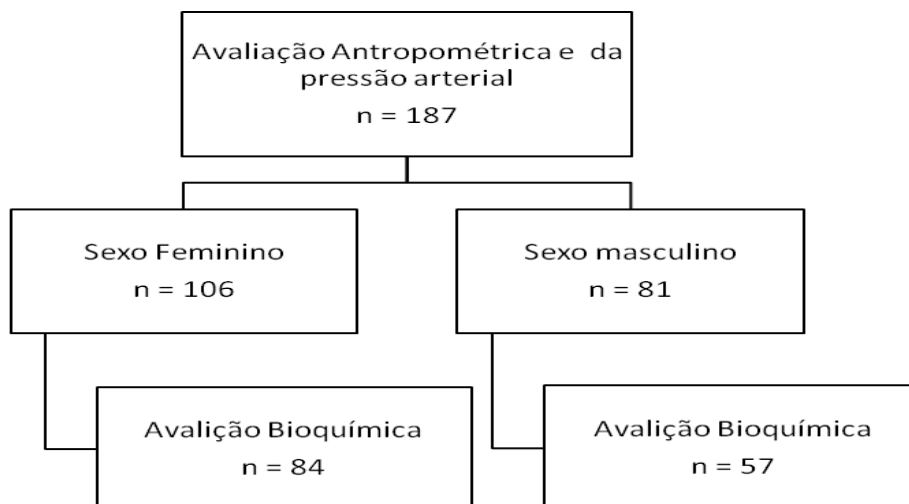 Avaliação Antropométrica e da
pressão arterial
n = 187
Sexo Feminino
n = 106
Sexo masculino
n = 81
Avalição Bioquímica
n = 84
Avalição Bioquímica
n = 57